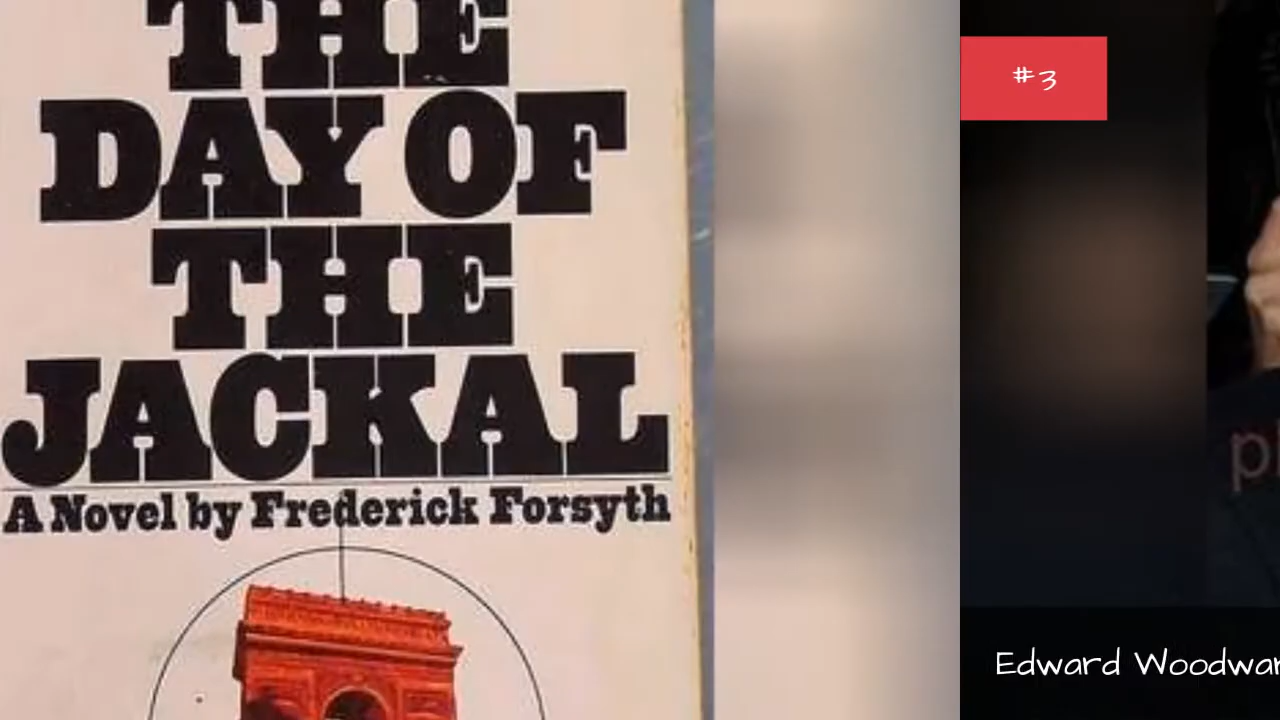 THE
DAY OF
THE
JACKAL
A Novel by Frederick Forsyth
#3
Edward Woodwar